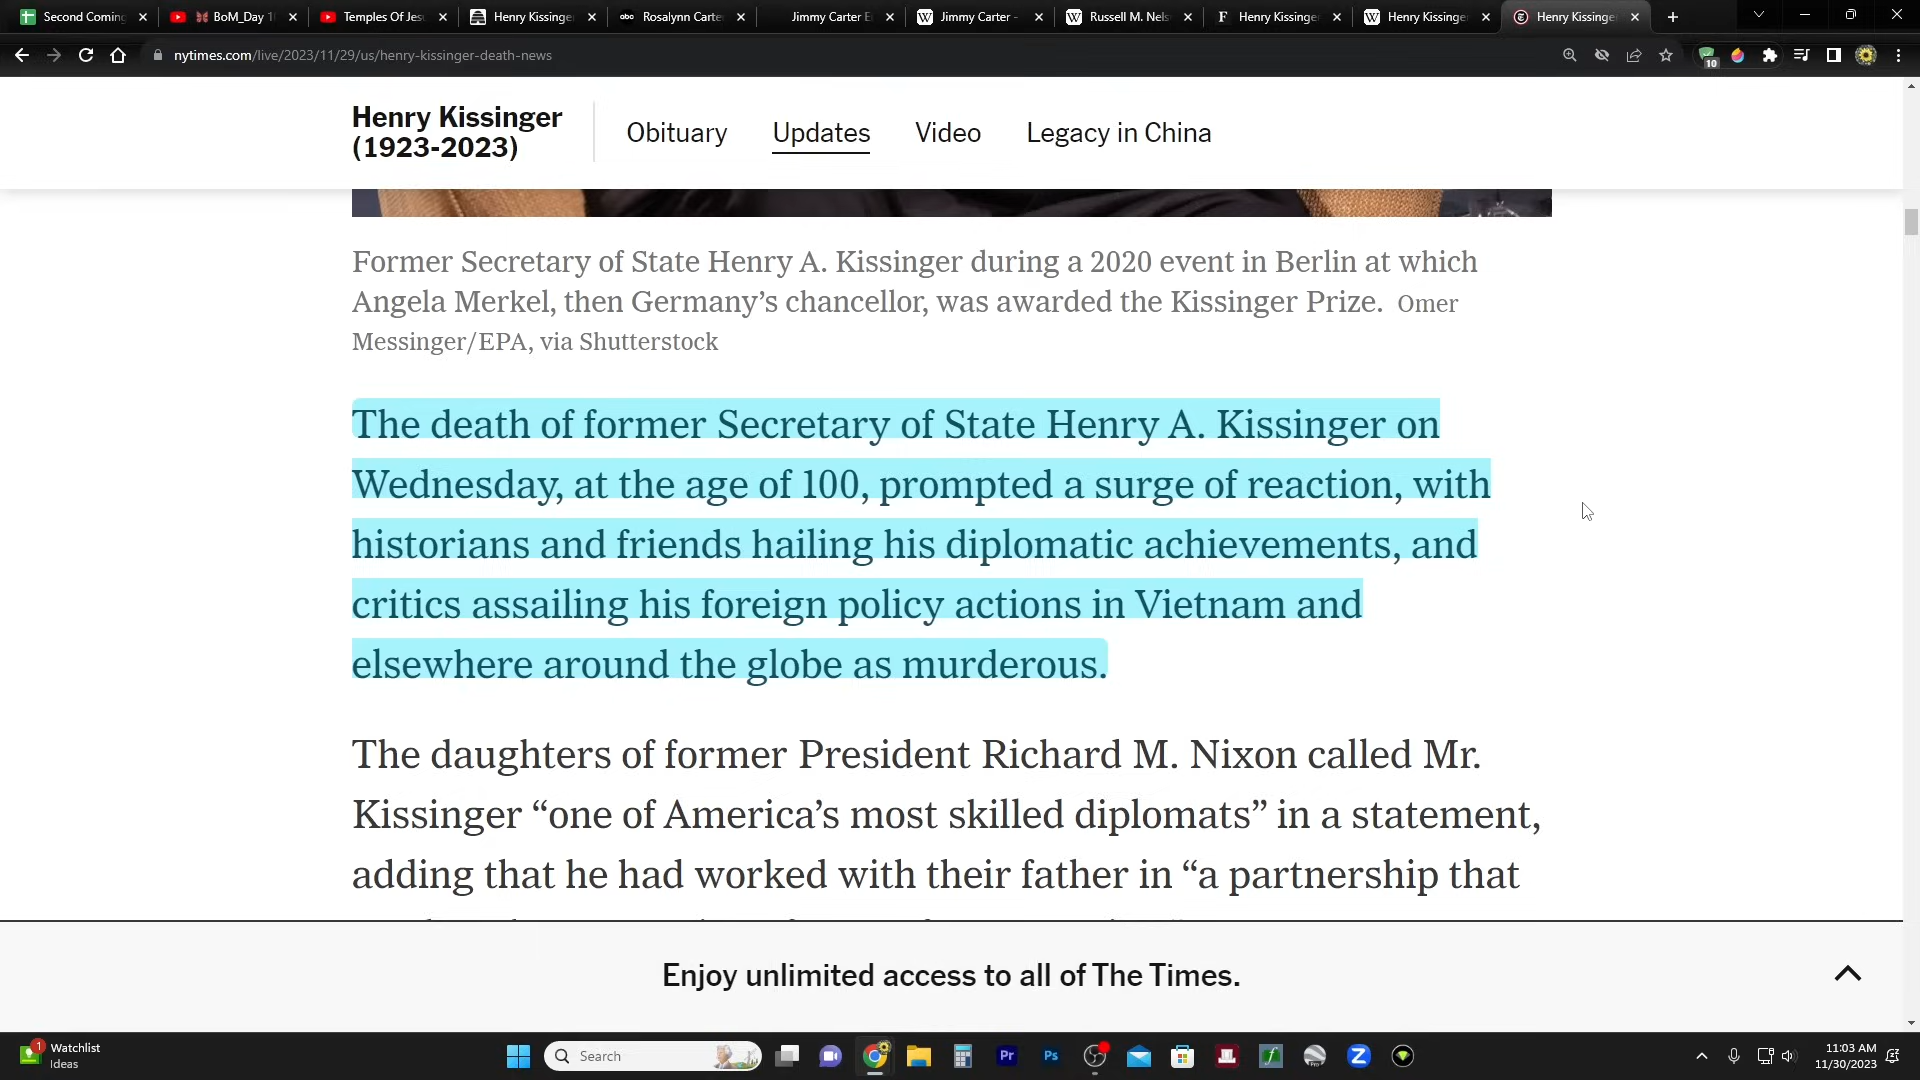 Second Coming
BoM_Day 1
Temples Of Jes
Henry Kissinge
abc
Rosalynn Carte
Jimmy Carter E
W
Jimmy Carter -
W
Russell M. Nels
F
Henry Kissinge
W
Henry Kissinge
Henry Kissinge
nytimes.com/live/2023/11/29/us/henry-kissinger-death-news
10
Henry Kissinger
(1923-2023)
Obituary
Updates
Video
Legacy in China
Former Secretary of State Henry A. Kissinger during a 2020 event in Berlin at which
Angela Merkel, then Germany’s chancellor, was awarded the Kissinger Prize. Omer
Messinger/EPA, via Shutterstock
The death of former Secretary of State Henry A. Kissinger on
Wednesday, at the age of 100, prompted a surge of reaction, with
historians and friends hailing his diplomatic achievements, and
critics assailing his foreign policy actions in Vietnam and
elsewhere around the globe as murderous.
The daughters of former President Richard M. Nixon called Mr.
Kissinger “one of America’s most skilled diplomats” in a statement,
adding that he had worked with their father in “a partnership that
Enjoy unlimited access to all of The Times.
1
Watchlist
Ideas
Search
Pr
Ps
Z
11:03 AM
11/30/2023